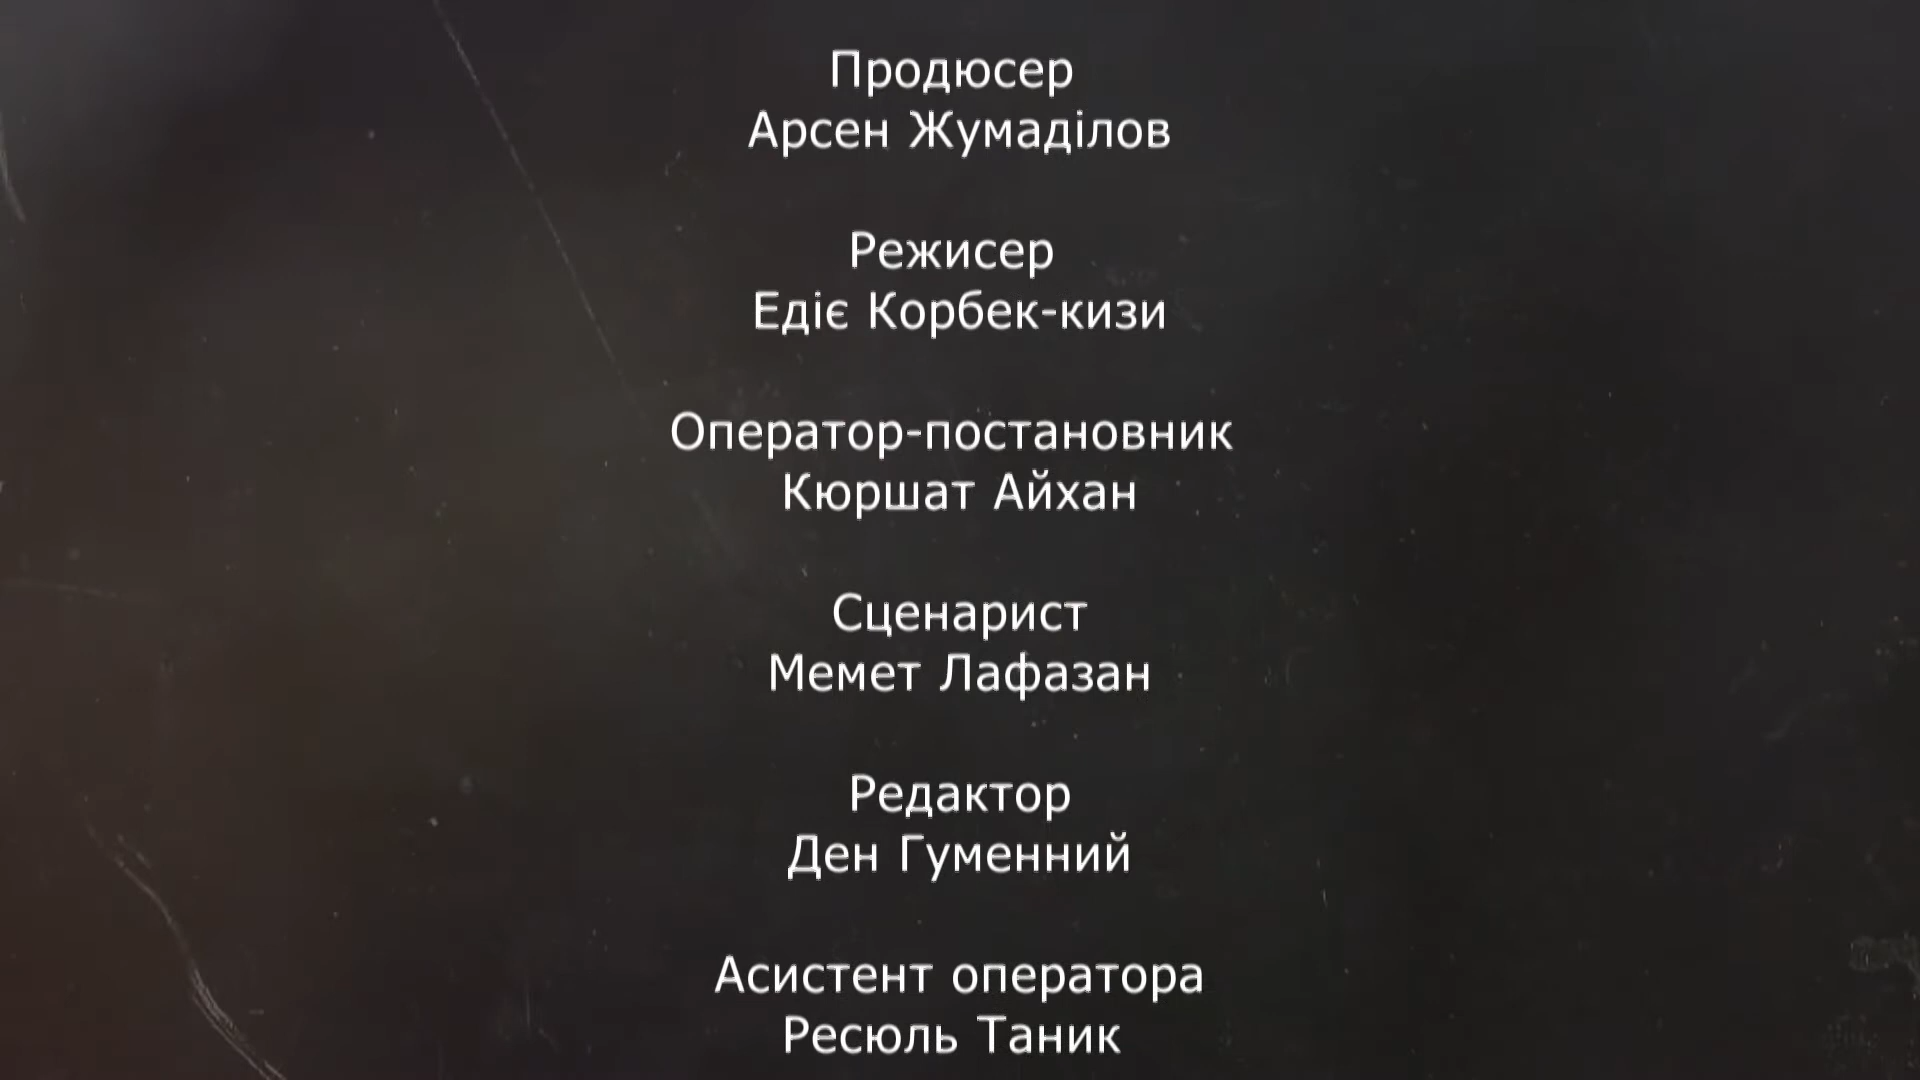 Продюсер
Арсен Жумаділов
Режисер
Едіє Корбек-кизи
Оператор-постановник
Кюршат Айхан
Сценарист
Мемет Лафазан
Редактор
Ден Гуменний
Асистент оператора
Ресюль Таник